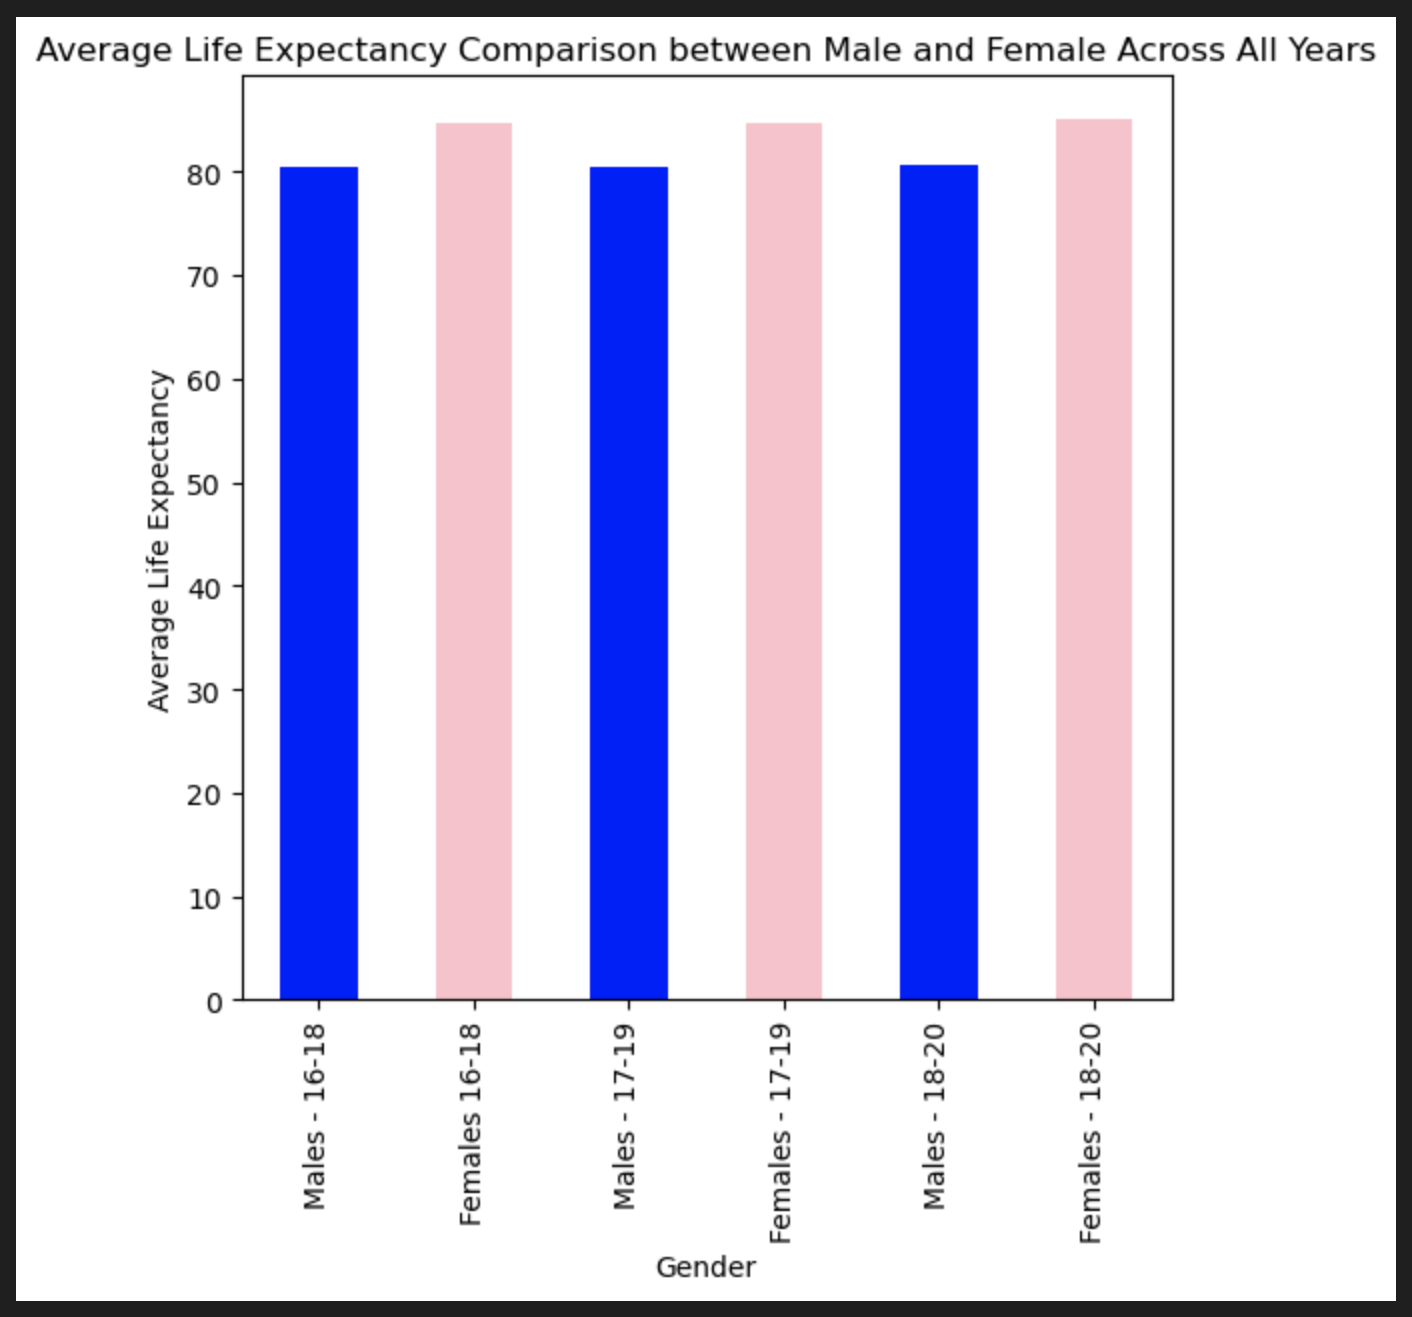 Average Life Expectancy Comparison between Male and Female Across All Years
Average Life Expectancy
80
70
60
50
40
30
20
10
0
Males - 16-18
Females 16-18
Males - 17-19
Females - 17-19
Males - 18-20
Females - 18-20
Gender